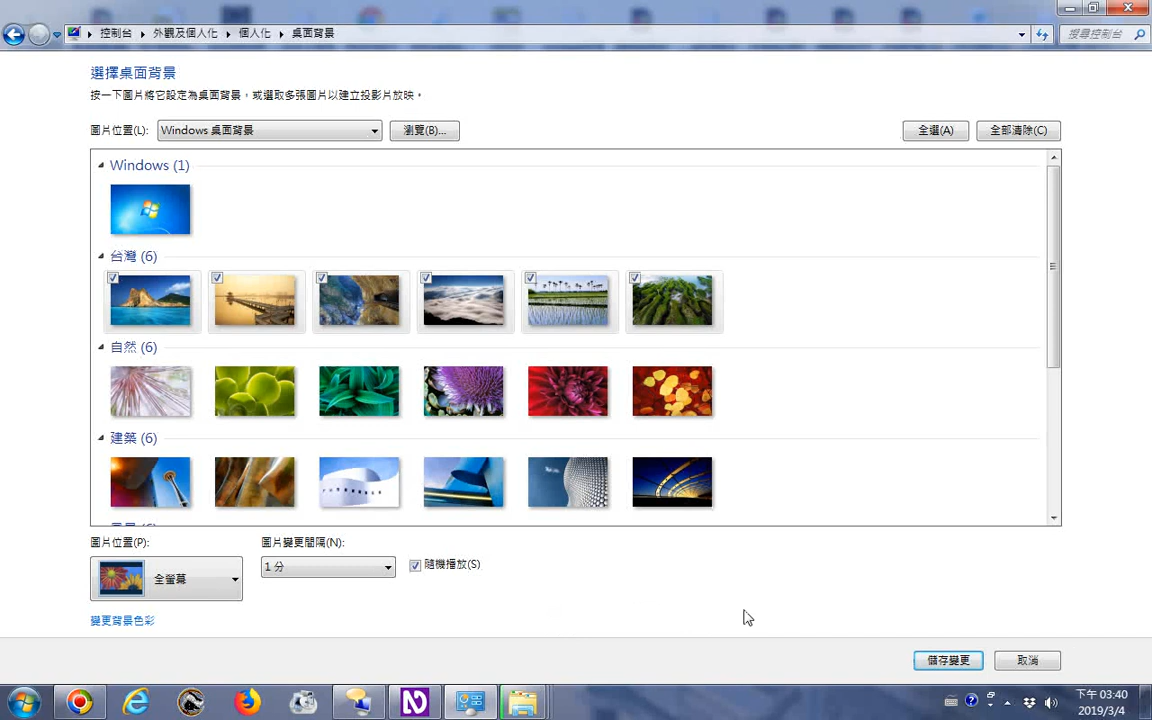 控制台 外觀及個人化 個人化 桌面背景
搜尋控制台
選擇桌面背景
按一下圖片將它設定為桌面背景，或選取多張圖片以建立投影片放映。
圖片位置(L): Windows 桌面背景 瀏覽(B)... 全選(A) 全部清除(C)
Windows (1)
台灣 (6)
自然 (6)
建築 (6)
圖片位置(P): 圖片變更間隔(N):
全螢幕 1 分 隨機播放(S)
變更背景色彩
儲存變更 取消
下午 03:40
2019/3/4